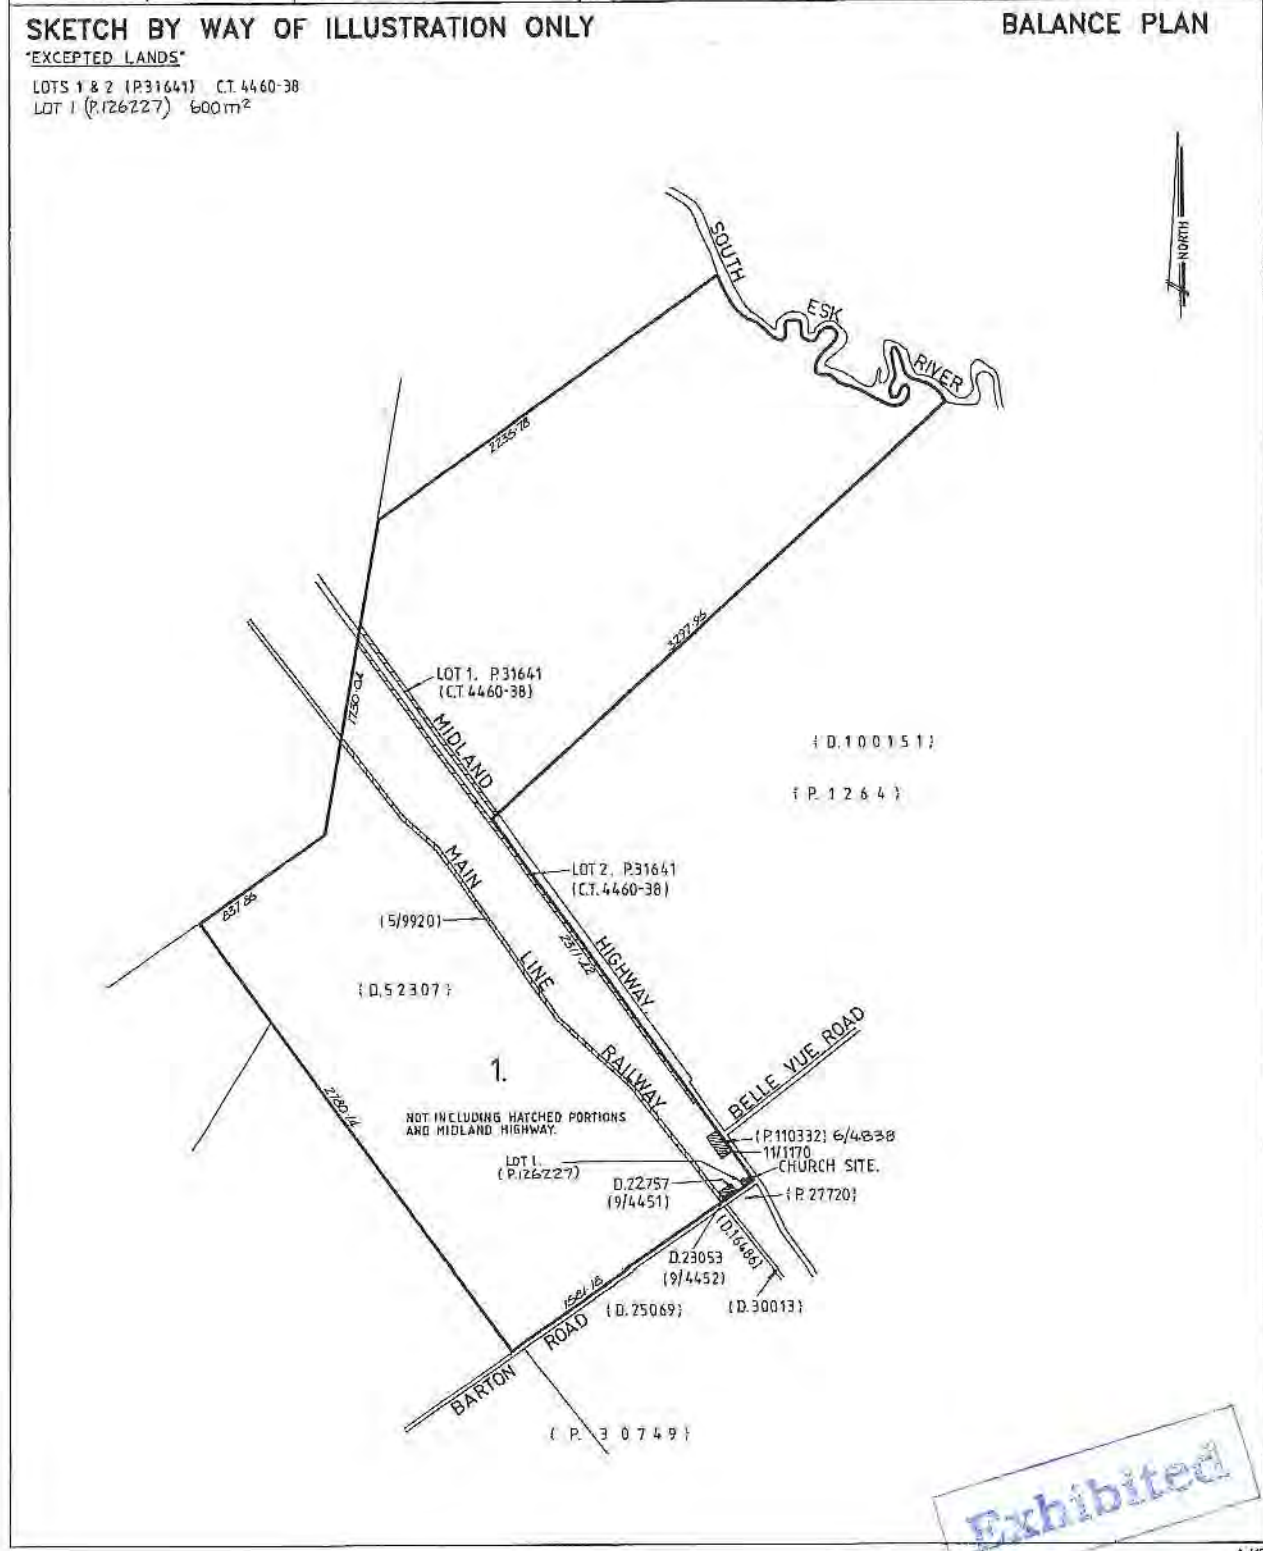 SKETCH BY WAY OF ILLUSTRATION ONLY
BALANCE PLAN
"EXCEPTED LANDS"
LOTS 1 & 2 (P.31641) C.T. 4460-38
LOT 1 (P.126227) 600m²
NORTH
SOUTH
ESK
RIVER
2235·78
3297·95
1730·04
LOT 1. P.31641
(C.T. 4460-38)
MIDLAND
(D.100151)
(P.1264)
MAIN
LOT 2. P.31641
(C.T. 4460-38)
837·86
(5/9920)
2311·22
HIGHWAY.
LINE
(D.52307)
BELLE VUE ROAD
1.
RAILWAY
2780·14
NOT INCLUDING HATCHED PORTIONS
AND MIDLAND HIGHWAY.
(P.110332) 6/4838
11/1170
LOT 1.
(P.126227)
CHURCH SITE.
D.22757
(9/4451)
(P.27720)
(D.16486)
D.23053
(9/4452)
1581·18
(D.25069)
(D.30013)
BARTON ROAD
(P.30749)
Exhibited